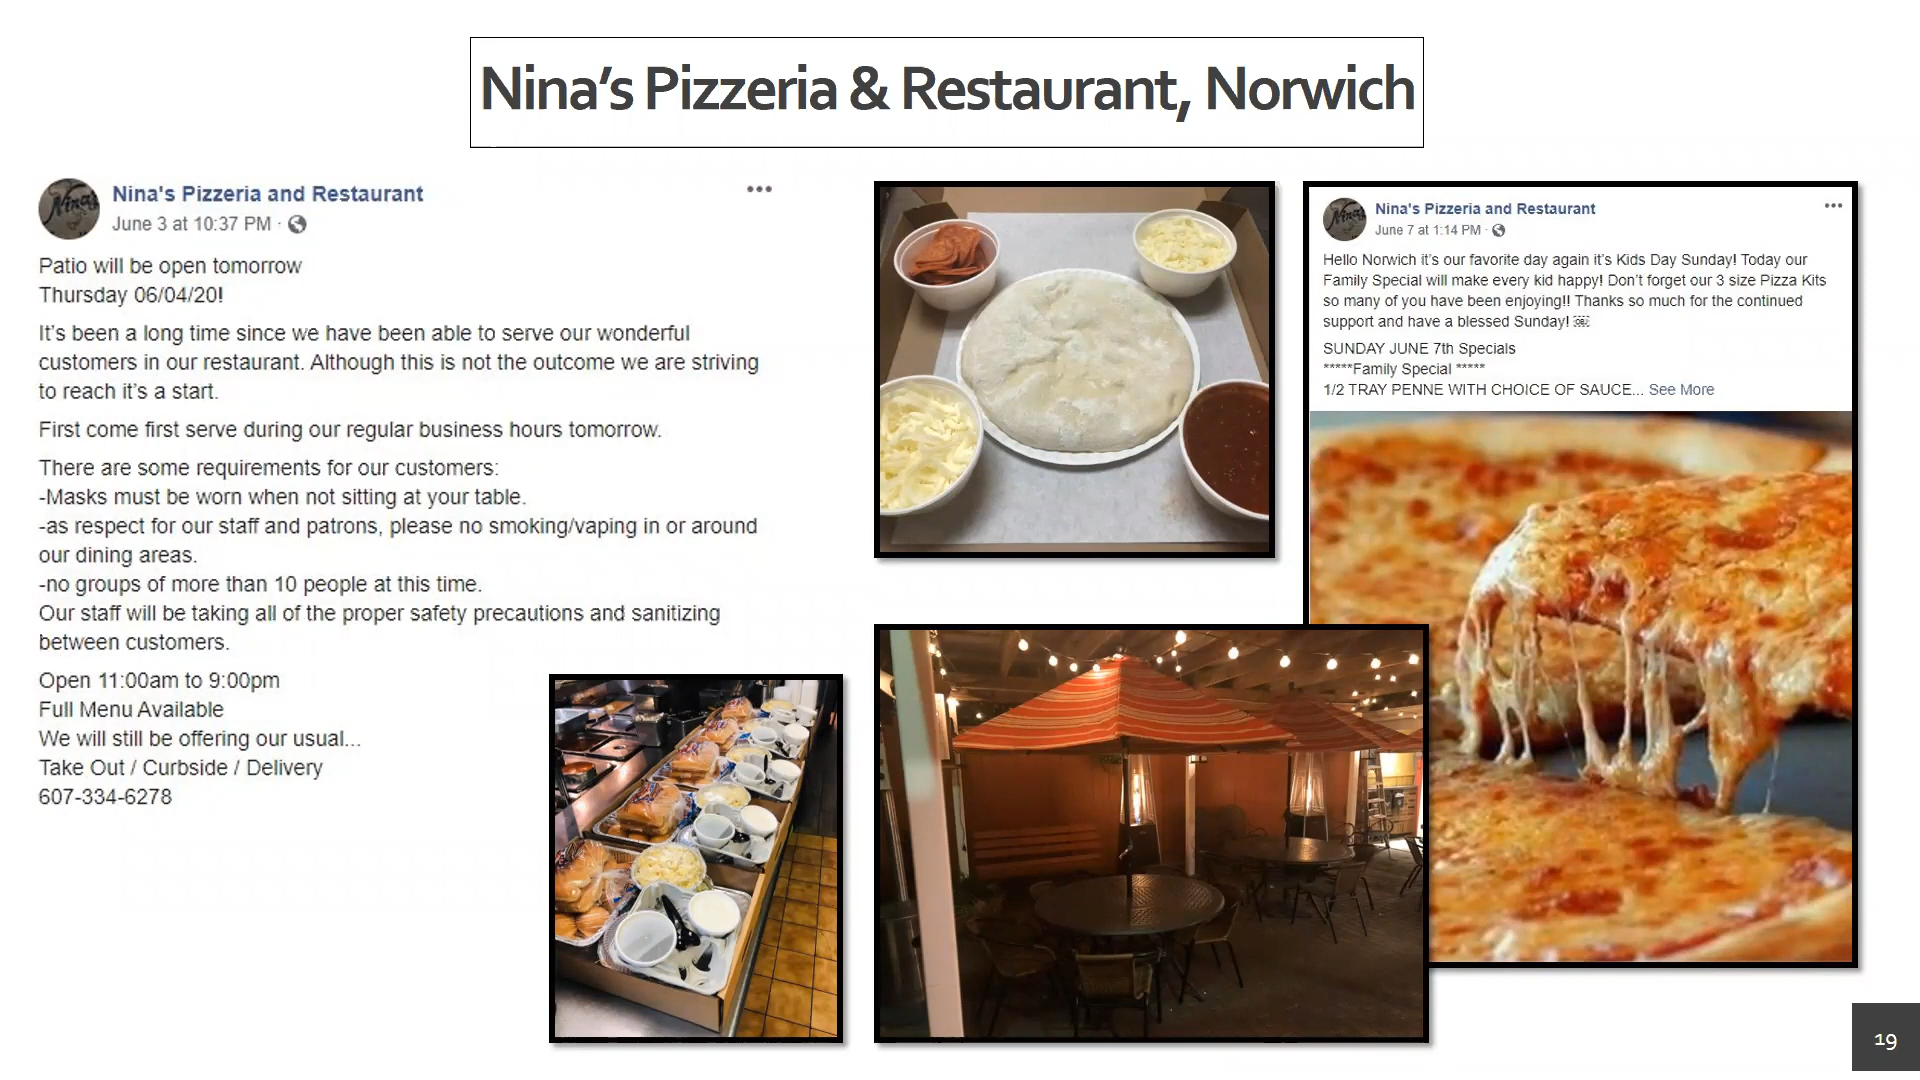 Nina’s Pizzeria & Restaurant, Norwich
Nina's Pizzeria and Restaurant
June 3 at 10:37 PM ·
Patio will be open tomorrow
Thursday 06/04/20!
It’s been a long time since we have been able to serve our wonderful
customers in our restaurant. Although this is not the outcome we are striving
to reach it’s a start.
First come first serve during our regular business hours tomorrow.
There are some requirements for our customers:
-Masks must be worn when not sitting at your table.
-as respect for our staff and patrons, please no smoking/vaping in or around
our dining areas.
-no groups of more than 10 people at this time.
Our staff will be taking all of the proper safety precautions and sanitizing
between customers.
Open 11:00am to 9:00pm
Full Menu Available
We will still be offering our usual...
Take Out / Curbside / Delivery
607-334-6278
Nina's
Nina's Pizzeria and Restaurant
June 7 at 1:14 PM ·
Nina's
Hello Norwich it’s our favorite day again it’s Kids Day Sunday! Today our
Family Special will make every kid happy! Don’t forget our 3 size Pizza Kits
so many of you have been enjoying!! Thanks so much for the continued
support and have a blessed Sunday!
SUNDAY JUNE 7th Specials
*****Family Special *****
1/2 TRAY PENNE WITH CHOICE OF SAUCE... See More
19